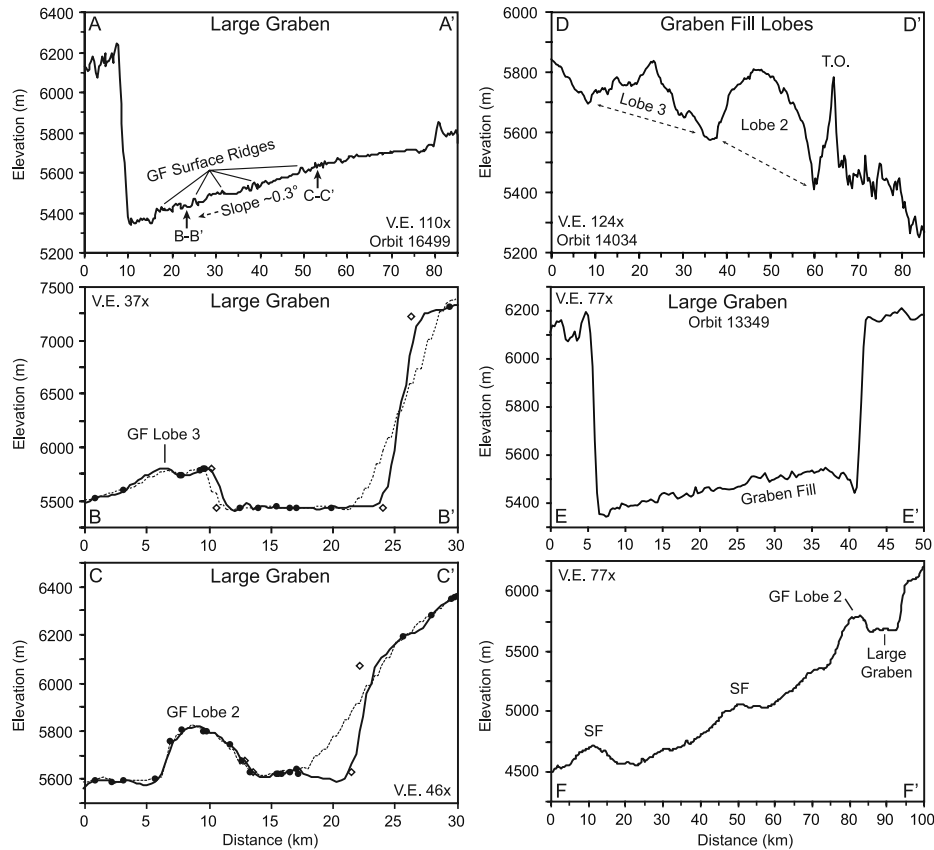 A Large Graben A'
Elevation (m)
6400
6200
6000
5800
5600
5400
5200
GF Surface Ridges
Slope ~0.3°
B-B'
C-C'
V.E. 110x
Orbit 16499
0 10 20 30 40 50 60 70 80
D Graben Fill Lobes D'
Elevation (m)
6000
5800
5600
5400
5200
T.O.
Lobe 3
Lobe 2
V.E. 124x
Orbit 14034
0 10 20 30 40 50 60 70 80
V.E. 37x Large Graben
Elevation (m)
7500
7000
6500
6000
5500
GF Lobe 3
B B'
0 5 10 15 20 25 30
V.E. 77x
Large Graben
Orbit 13349
Elevation (m)
6200
6000
5800
5600
5400
Graben Fill
E E'
0 5 10 15 20 25 30 35 40 45 50
C Large Graben C'
Elevation (m)
6400
6200
6000
5800
5600
GF Lobe 2
V.E. 46x
0 5 10 15 20 25 30
Distance (km)
V.E. 77x
Elevation (m)
6000
5500
5000
4500
GF Lobe 2
Large
Graben
SF
SF
F F'
0 10 20 30 40 50 60 70 80 90 100
Distance (km)